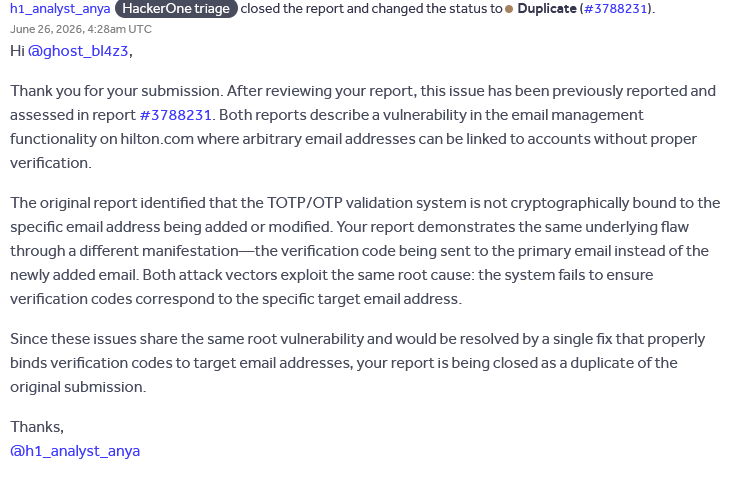 h1_analyst_anya HackerOne triage closed the report and changed the status to Duplicate (#3788231).
June 26, 2026, 4:28am UTC
Hi @ghost_bl4z3,
Thank you for your submission. After reviewing your report, this issue has been previously reported and
assessed in report #3788231. Both reports describe a vulnerability in the email management
functionality on hilton.com where arbitrary email addresses can be linked to accounts without proper
verification.
The original report identified that the TOTP/OTP validation system is not cryptographically bound to the
specific email address being added or modified. Your report demonstrates the same underlying flaw
through a different manifestation—the verification code being sent to the primary email instead of the
newly added email. Both attack vectors exploit the same root cause: the system fails to ensure
verification codes correspond to the specific target email address.
Since these issues share the same root vulnerability and would be resolved by a single fix that properly
binds verification codes to target email addresses, your report is being closed as a duplicate of the
original submission.
Thanks,
@h1_analyst_anya